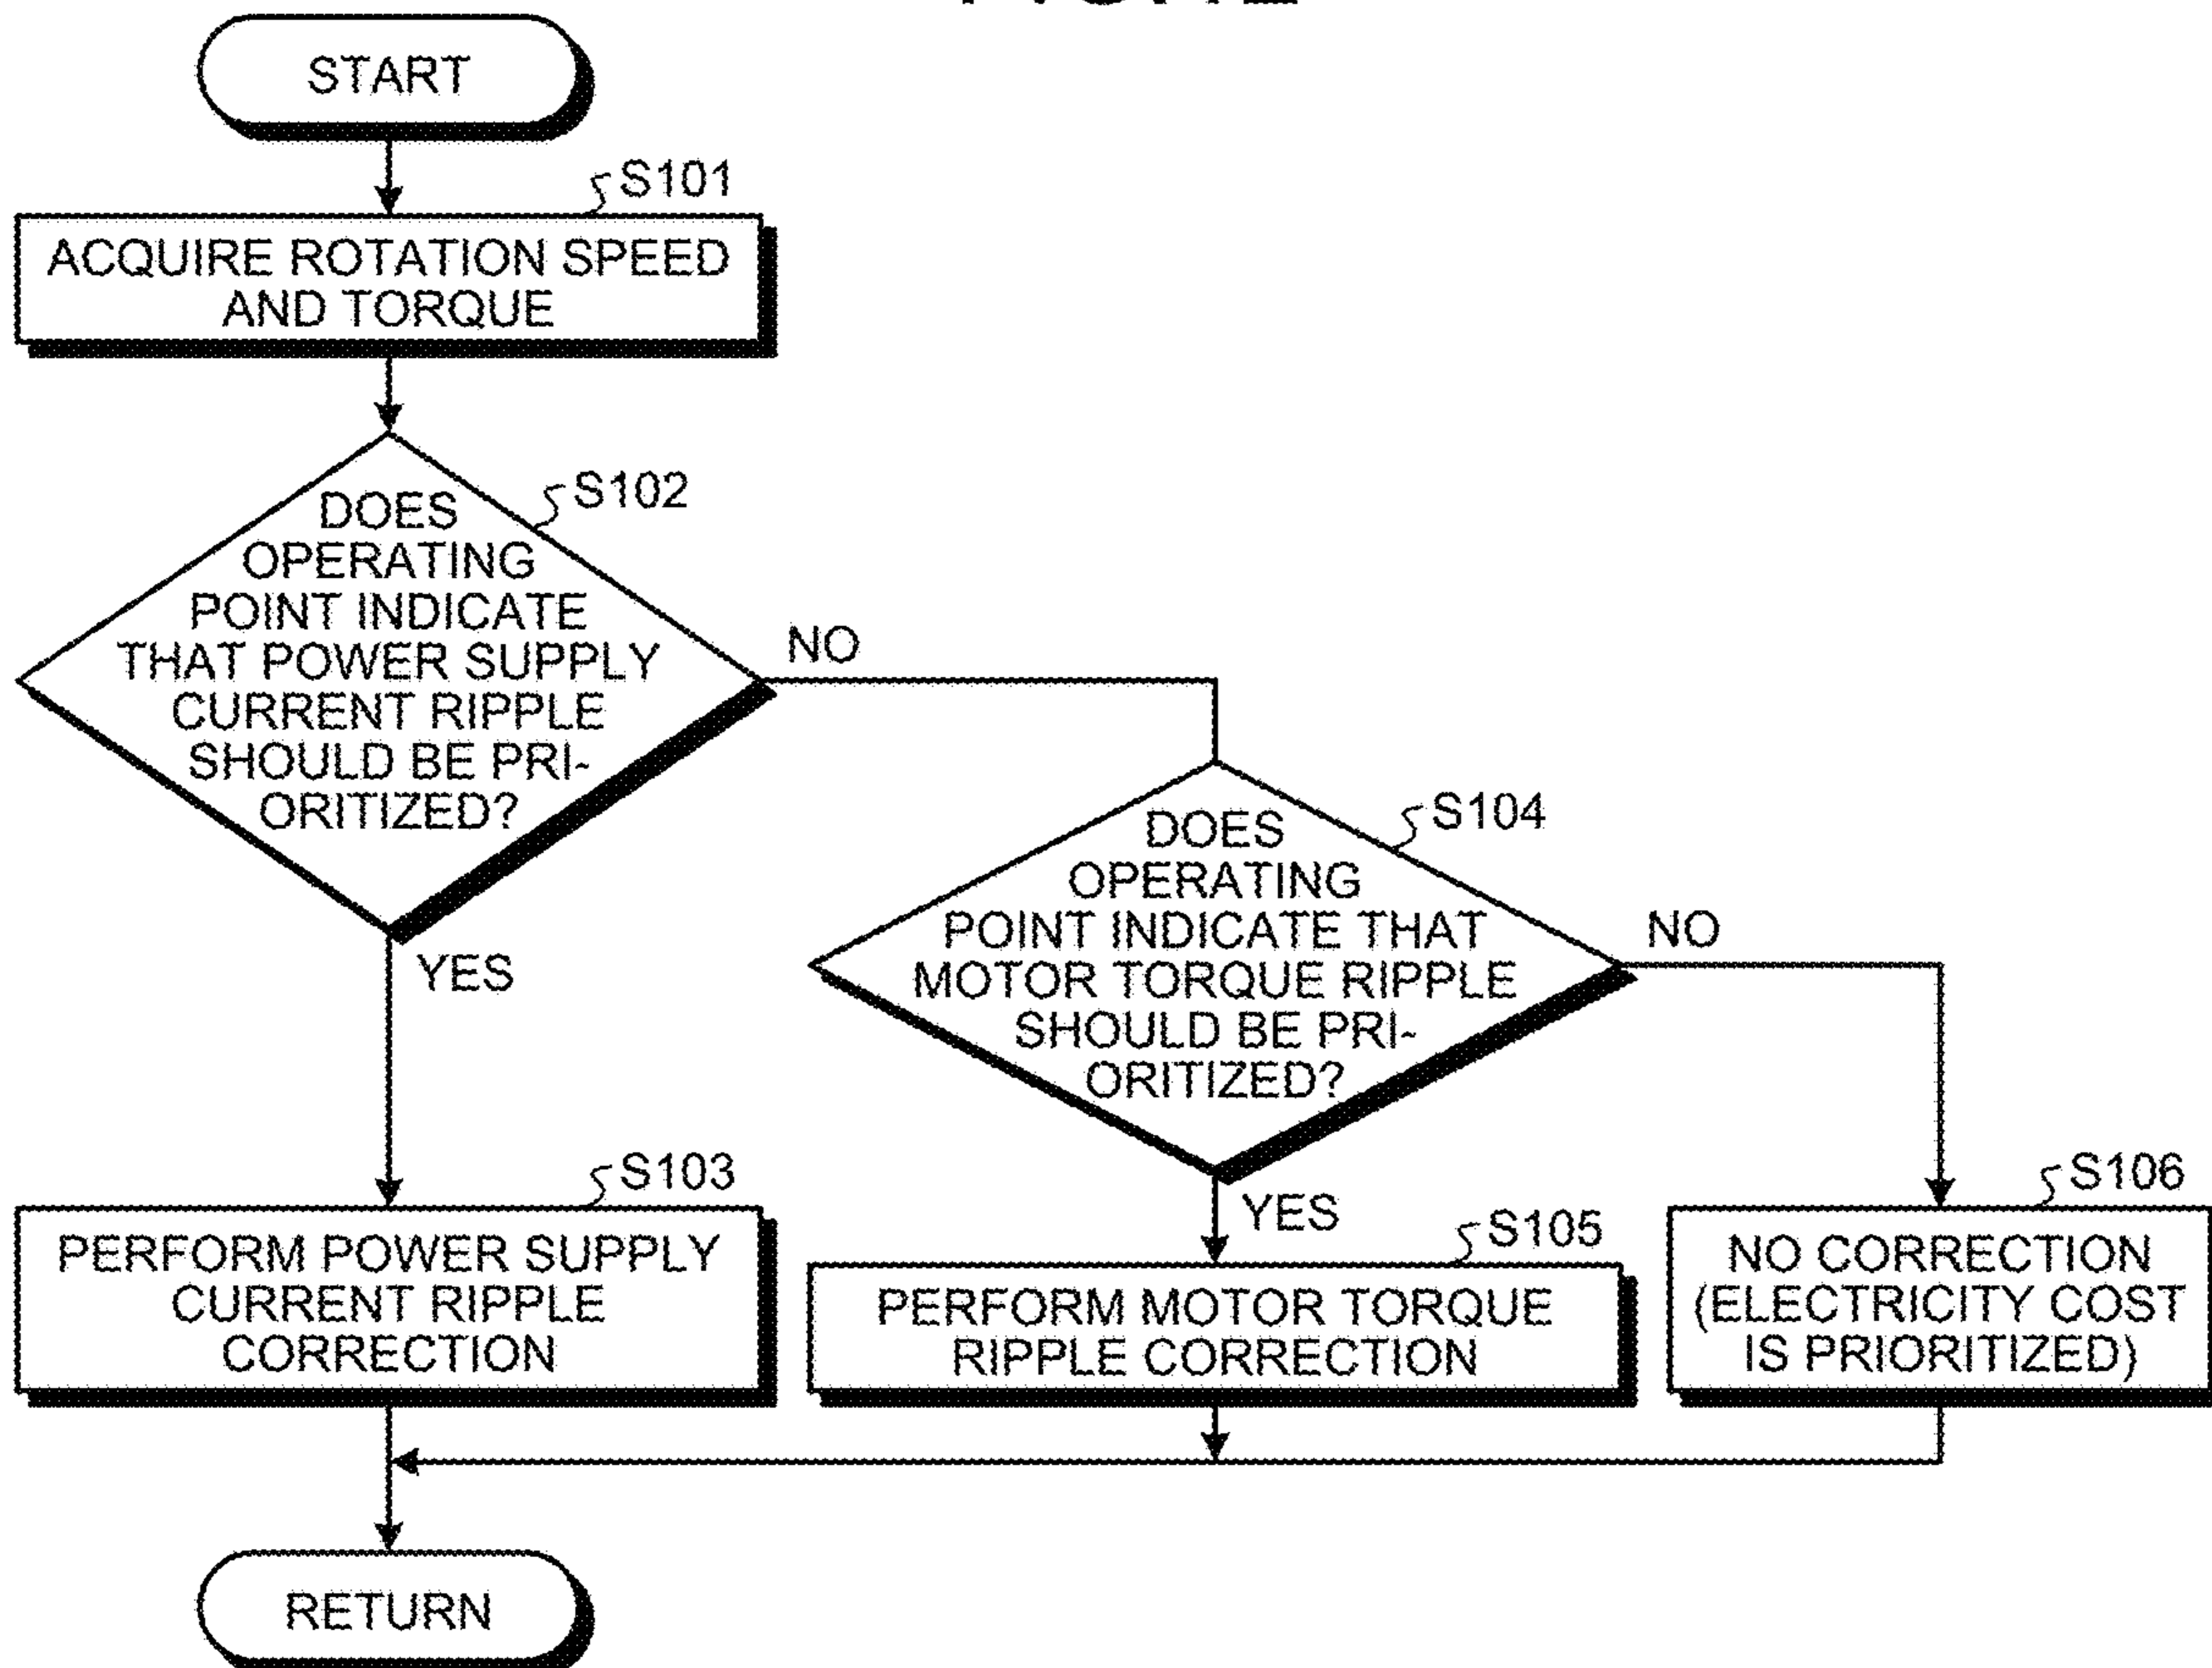 START
S101
ACQUIRE ROTATION SPEED
AND TORQUE
S102
DOES
OPERATING
POINT INDICATE
THAT POWER SUPPLY
CURRENT RIPPLE
SHOULD BE PRI-
ORITIZED?
NO
YES
S104
DOES
OPERATING
POINT INDICATE THAT
MOTOR TORQUE RIPPLE
SHOULD BE PRI-
ORITIZED?
NO
YES
S103
PERFORM POWER SUPPLY
CURRENT RIPPLE
CORRECTION
S105
PERFORM MOTOR TORQUE
RIPPLE CORRECTION
S106
NO CORRECTION
(ELECTRICITY COST
IS PRIORITIZED)
RETURN